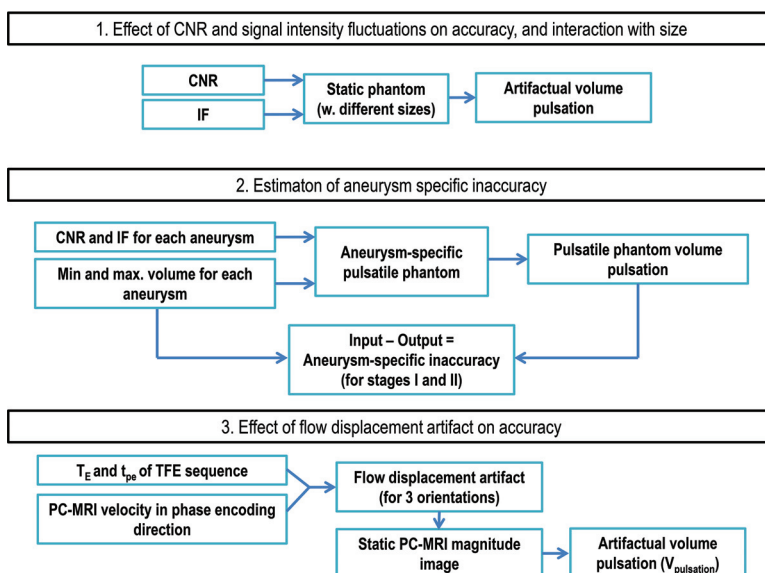 1. Effect of CNR and signal intensity fluctuations on accuracy, and interaction with size
CNR
IF
Static phantom
(w. different sizes)
Artifactual volume
pulsation
2. Estimaton of aneurysm specific inaccuracy
CNR and IF for each aneurysm
Min and max. volume for each
aneurysm
Aneurysm-specific
pulsatile phantom
Pulsatile phantom volume
pulsation
Input – Output =
Aneurysm-specific inaccuracy
(for stages I and II)
3. Effect of flow displacement artifact on accuracy
T_E and t_pe of TFE sequence
PC-MRI velocity in phase encoding
direction
Flow displacement artifact
(for 3 orientations)
Static PC-MRI magnitude
image
Artifactual volume
pulsation (V_pulsation)